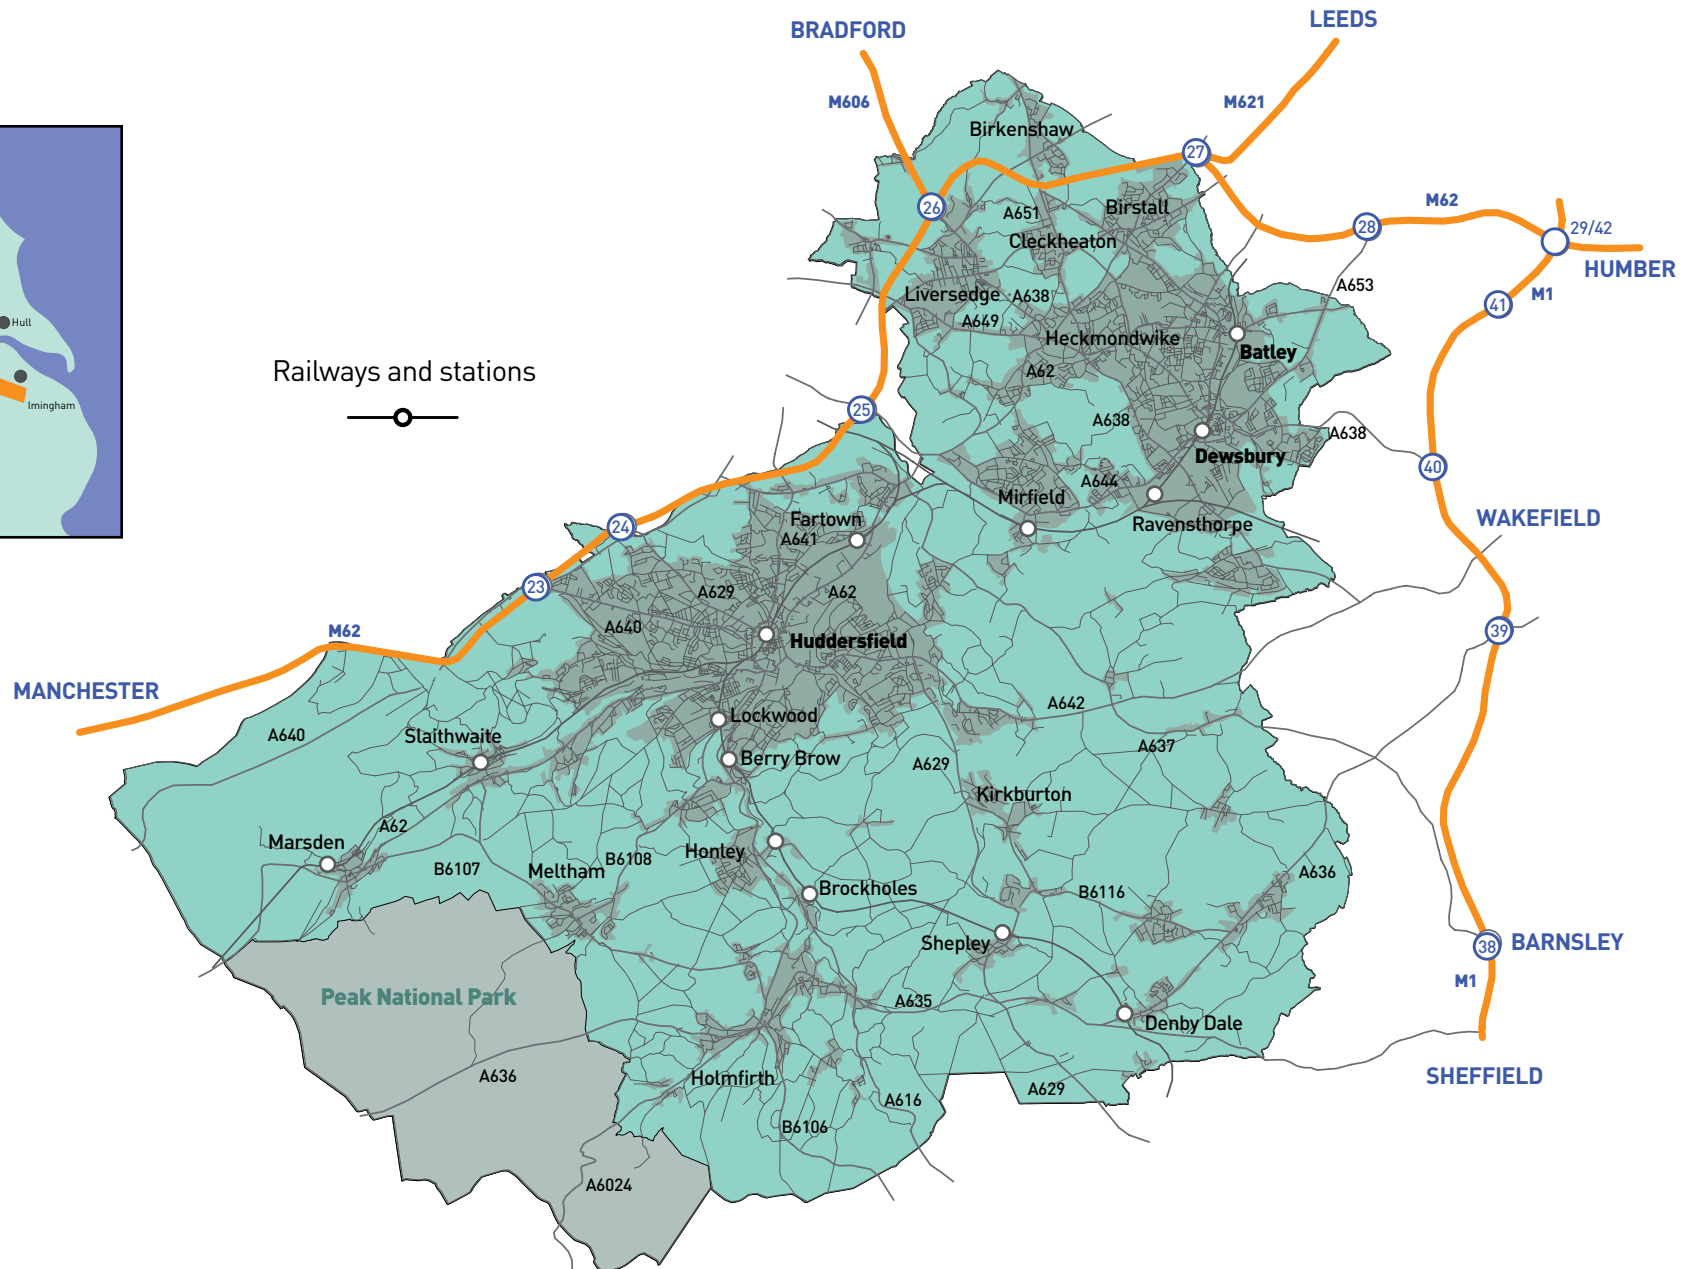 LEEDS
BRADFORD
M606
M621
Birkenshaw
27
26
A651
Birstall
M62
28
29/42
Cleckheaton
HUMBER
A653
Liversedge
A638
M1
41
A649
Hull
Heckmondwike
Batley
Railways and stations
A62
Imingham
25
A638
A638
Dewsbury
40
A644
Mirfield
Fartown
Ravensthorpe
WAKEFIELD
24
A641
23
A629
A62
A640
M62
Huddersfield
39
MANCHESTER
A642
Lockwood
A640
Slaithwaite
A637
Berry Brow
A629
Kirkburton
A62
Marsden
Honley
B6108
B6107
Meltham
A636
Brockholes
B6116
Shepley
38
BARNSLEY
M1
Peak National Park
A635
Denby Dale
A636
Holmfirth
SHEFFIELD
A629
A616
B6106
A6024